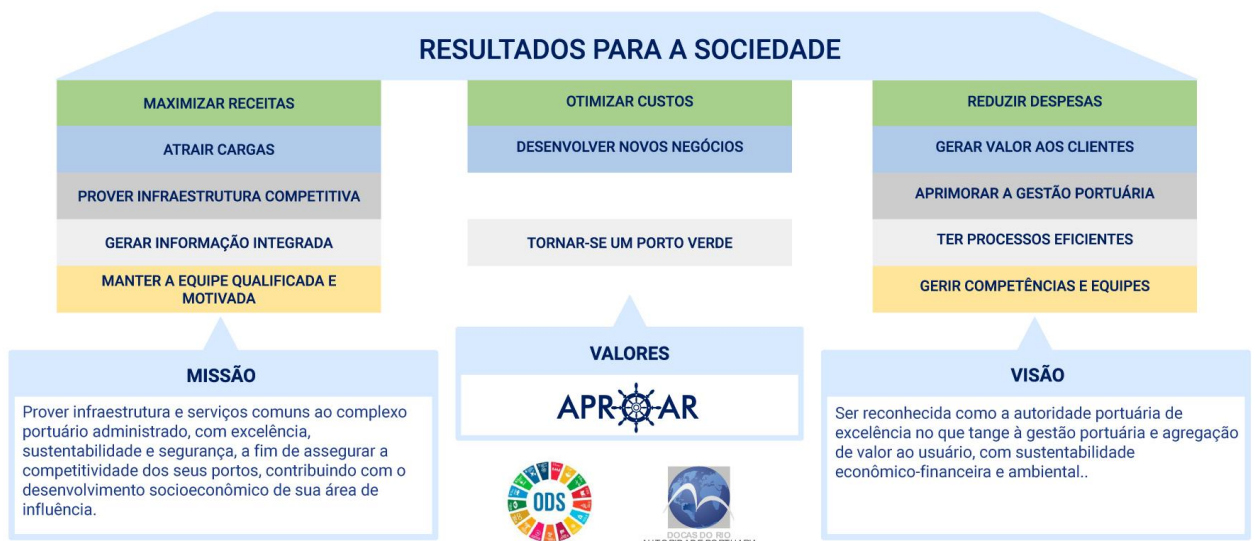 RESULTADOS PARA A SOCIEDADE
MAXIMIZAR RECEITAS
OTIMIZAR CUSTOS
REDUZIR DESPESAS
ATRAIR CARGAS
DESENVOLVER NOVOS NEGÓCIOS
GERAR VALOR AOS CLIENTES
PROVER INFRAESTRUTURA COMPETITIVA
APRIMORAR A GESTÃO PORTUÁRIA
GERAR INFORMAÇÃO INTEGRADA
TORNAR-SE UM PORTO VERDE
TER PROCESSOS EFICIENTES
MANTER A EQUIPE QUALIFICADA E
MOTIVADA
GERIR COMPETÊNCIAS E EQUIPES
MISSÃO
Prover infraestrutura e serviços comuns ao complexo
portuário administrado, com excelência,
sustentabilidade e segurança, a fim de assegurar a
competitividade dos seus portos, contribuindo com o
desenvolvimento socioeconômico de sua área de
influência.
VALORES
APROAR
ODS
DOCAS DO RIO
AUTORIDADE PORTUÁRIA
VISÃO
Ser reconhecida como a autoridade portuária de
excelência no que tange à gestão portuária e agregação
de valor ao usuário, com sustentabilidade
econômico-financeira e ambiental..